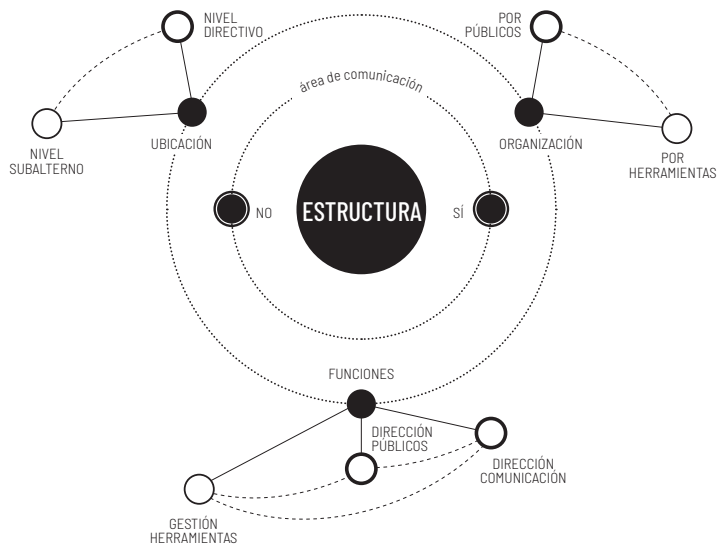 NIVEL
DIRECTIVO
POR
PÚBLICOS
área de comunicación
UBICACIÓN
ORGANIZACIÓN
NIVEL
SUBALTERNO
POR
HERRAMIENTAS
NO
ESTRUCTURA
SÍ
FUNCIONES
DIRECCIÓN
PÚBLICOS
DIRECCIÓN
COMUNICACIÓN
GESTIÓN
HERRAMIENTAS